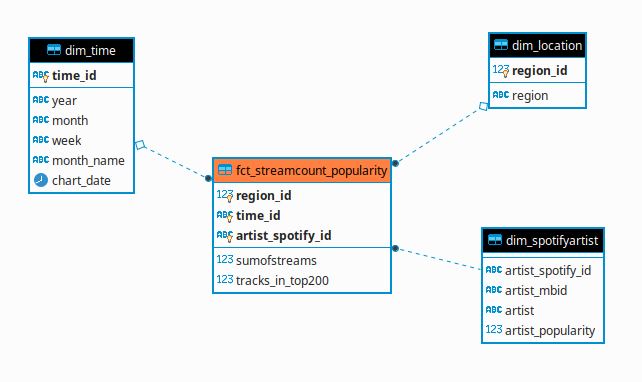 dim_time
ABC time_id
ABC year
ABC month
ABC week
ABC month_name
chart_date
dim_location
123 region_id
ABC region
fct_streamcount_popularity
123 region_id
ABC time_id
ABC artist_spotify_id
123 sumofstreams
123 tracks_in_top200
dim_spotifyartist
ABC artist_spotify_id
ABC artist_mbid
ABC artist
123 artist_popularity